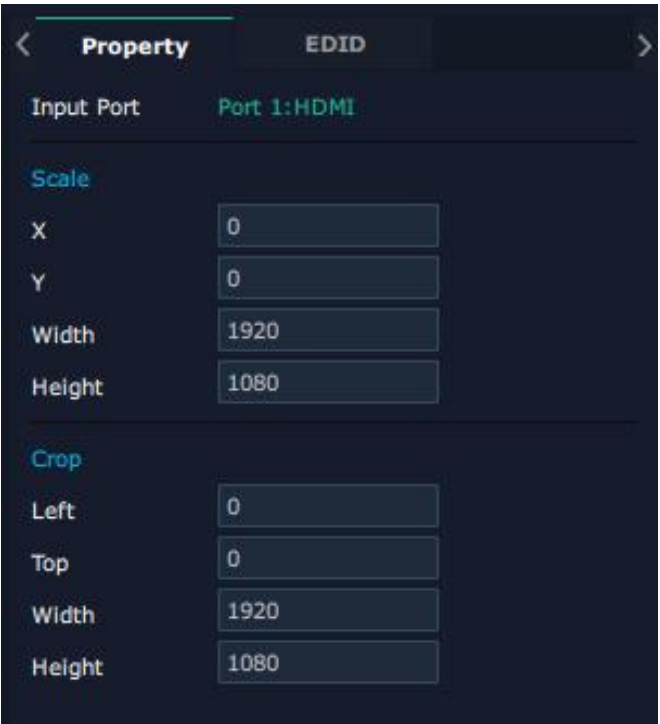 Property EDID
Input Port Port 1:HDMI
Scale
X 0
Y 0
Width 1920
Height 1080
Crop
Left 0
Top 0
Width 1920
Height 1080